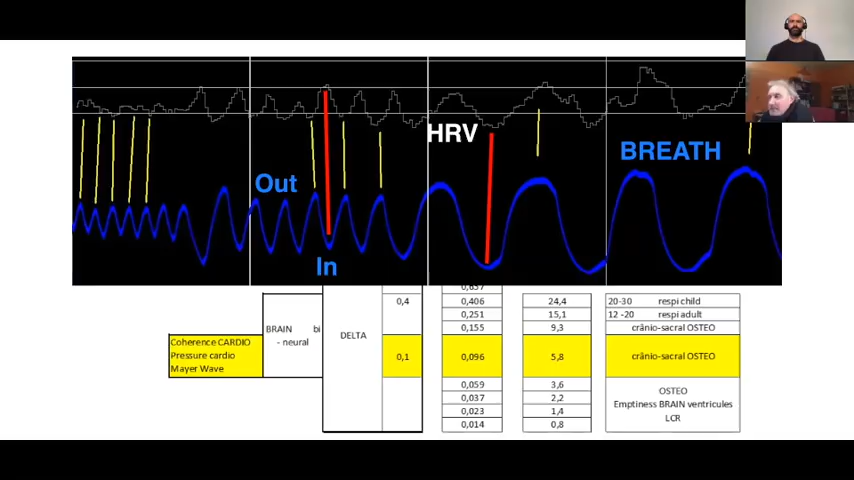 HRV
BREATH
Out
In
0,637
0,4 0,406 24,4 20-30 respi child
0,251 15,1 12 -20 respi adult
BRAIN bi
- neural
DELTA
0,155 9,3 crânio-sacral OSTEO
Coherence CARDIO
Pressure cardio
Mayer Wave
0,1 0,096 5,8 crânio-sacral OSTEO
0,059 3,6 OSTEO
0,037 2,2 Emptiness BRAIN ventricules
0,023 1,4 LCR
0,014 0,8